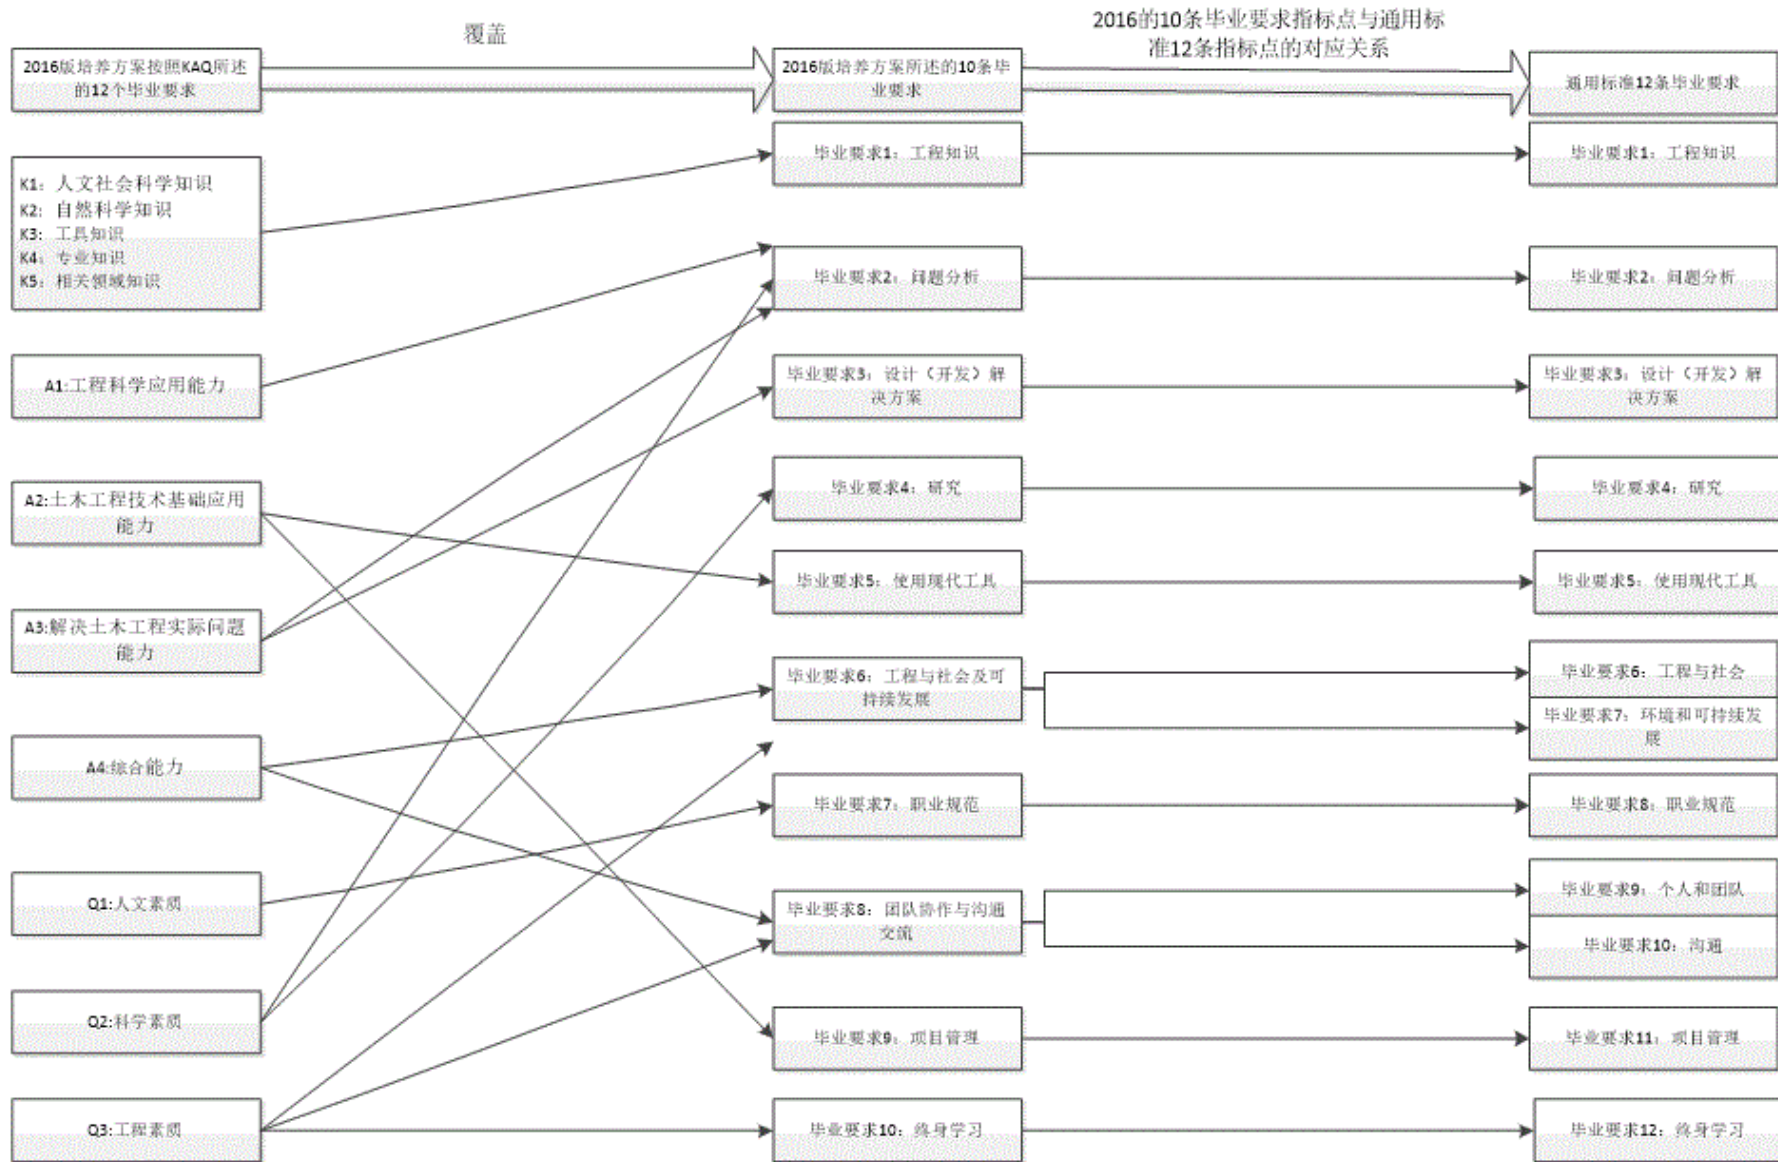 覆盖
2016的10条毕业要求指标点与通用标
准12条指标点的对应关系
2016版培养方案按照KAQ所述
的12个毕业要求
2016版培养方案所述的10条毕
业要求
通用标准12条毕业要求
K1：人文社会科学知识
K2：自然科学知识
K3：工具知识
K4：专业知识
K5：相关领域知识
A1:工程科学应用能力
A2:土木工程技术基础应用
能力
A3:解决土木工程实际问题
能力
A4:综合能力
Q1:人文素质
Q2:科学素质
Q3:工程素质
毕业要求1：工程知识
毕业要求2：问题分析
毕业要求3：设计（开发）解
决方案
毕业要求4：研究
毕业要求5：使用现代工具
毕业要求6：工程与社会及可
持续发展
毕业要求7：职业规范
毕业要求8：团队协作与沟通
交流
毕业要求9：项目管理
毕业要求10：终身学习
毕业要求1：工程知识
毕业要求2：问题分析
毕业要求3：设计（开发）解
决方案
毕业要求4：研究
毕业要求5：使用现代工具
毕业要求6：工程与社会
毕业要求7：环境和可持续发
展
毕业要求8：职业规范
毕业要求9：个人和团队
毕业要求10：沟通
毕业要求11：项目管理
毕业要求12：终身学习